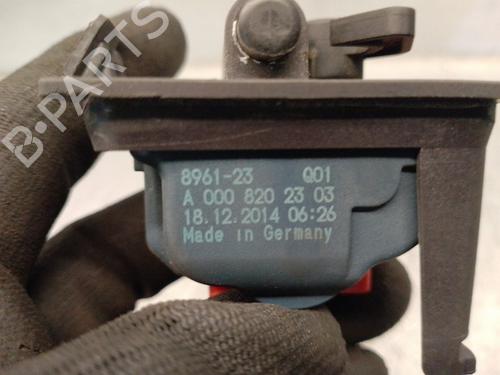 B-PARTS
8961-23 Q01
A 000 820 23 03
18.12.2014 06:26
Made in Germany